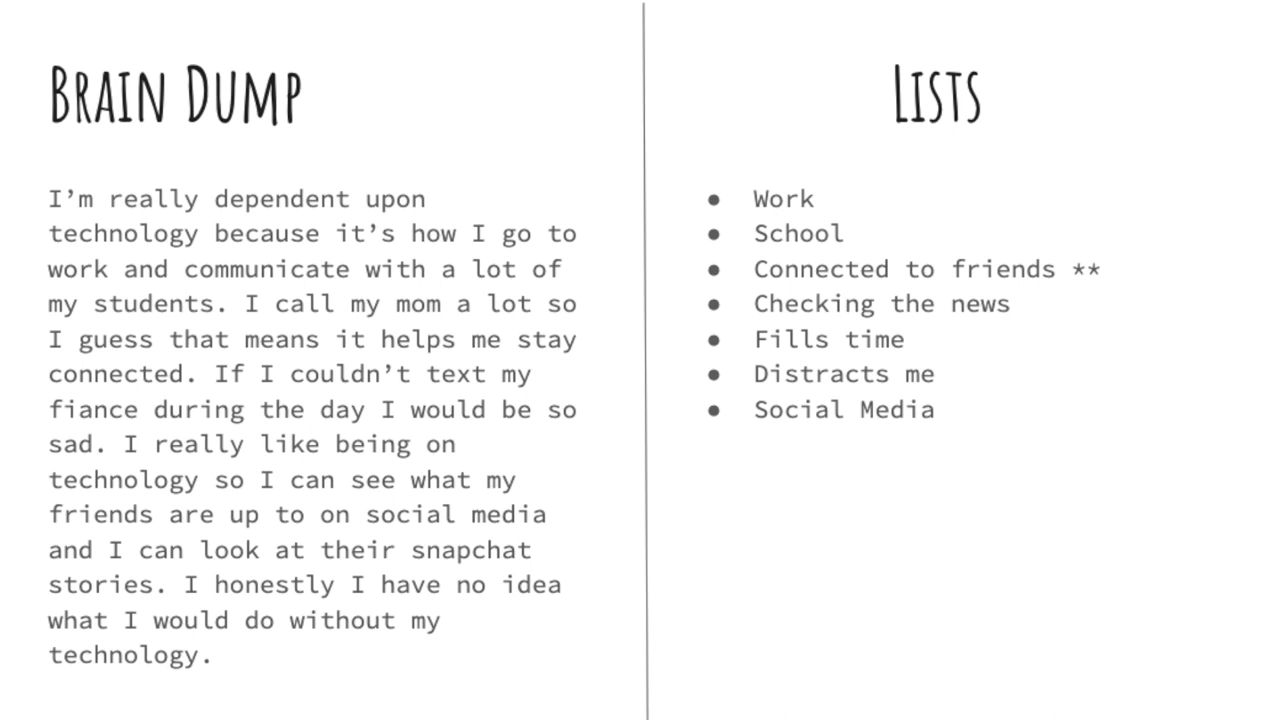 Brain Dump
I’m really dependent upon
technology because it’s how I go to
work and communicate with a lot of
my students. I call my mom a lot so
I guess that means it helps me stay
connected. If I couldn’t text my
fiance during the day I would be so
sad. I really like being on
technology so I can see what my
friends are up to on social media
and I can look at their snapchat
stories. I honestly I have no idea
what I would do without my
technology.
Lists
● Work
● School
● Connected to friends **
● Checking the news
● Fills time
● Distracts me
● Social Media